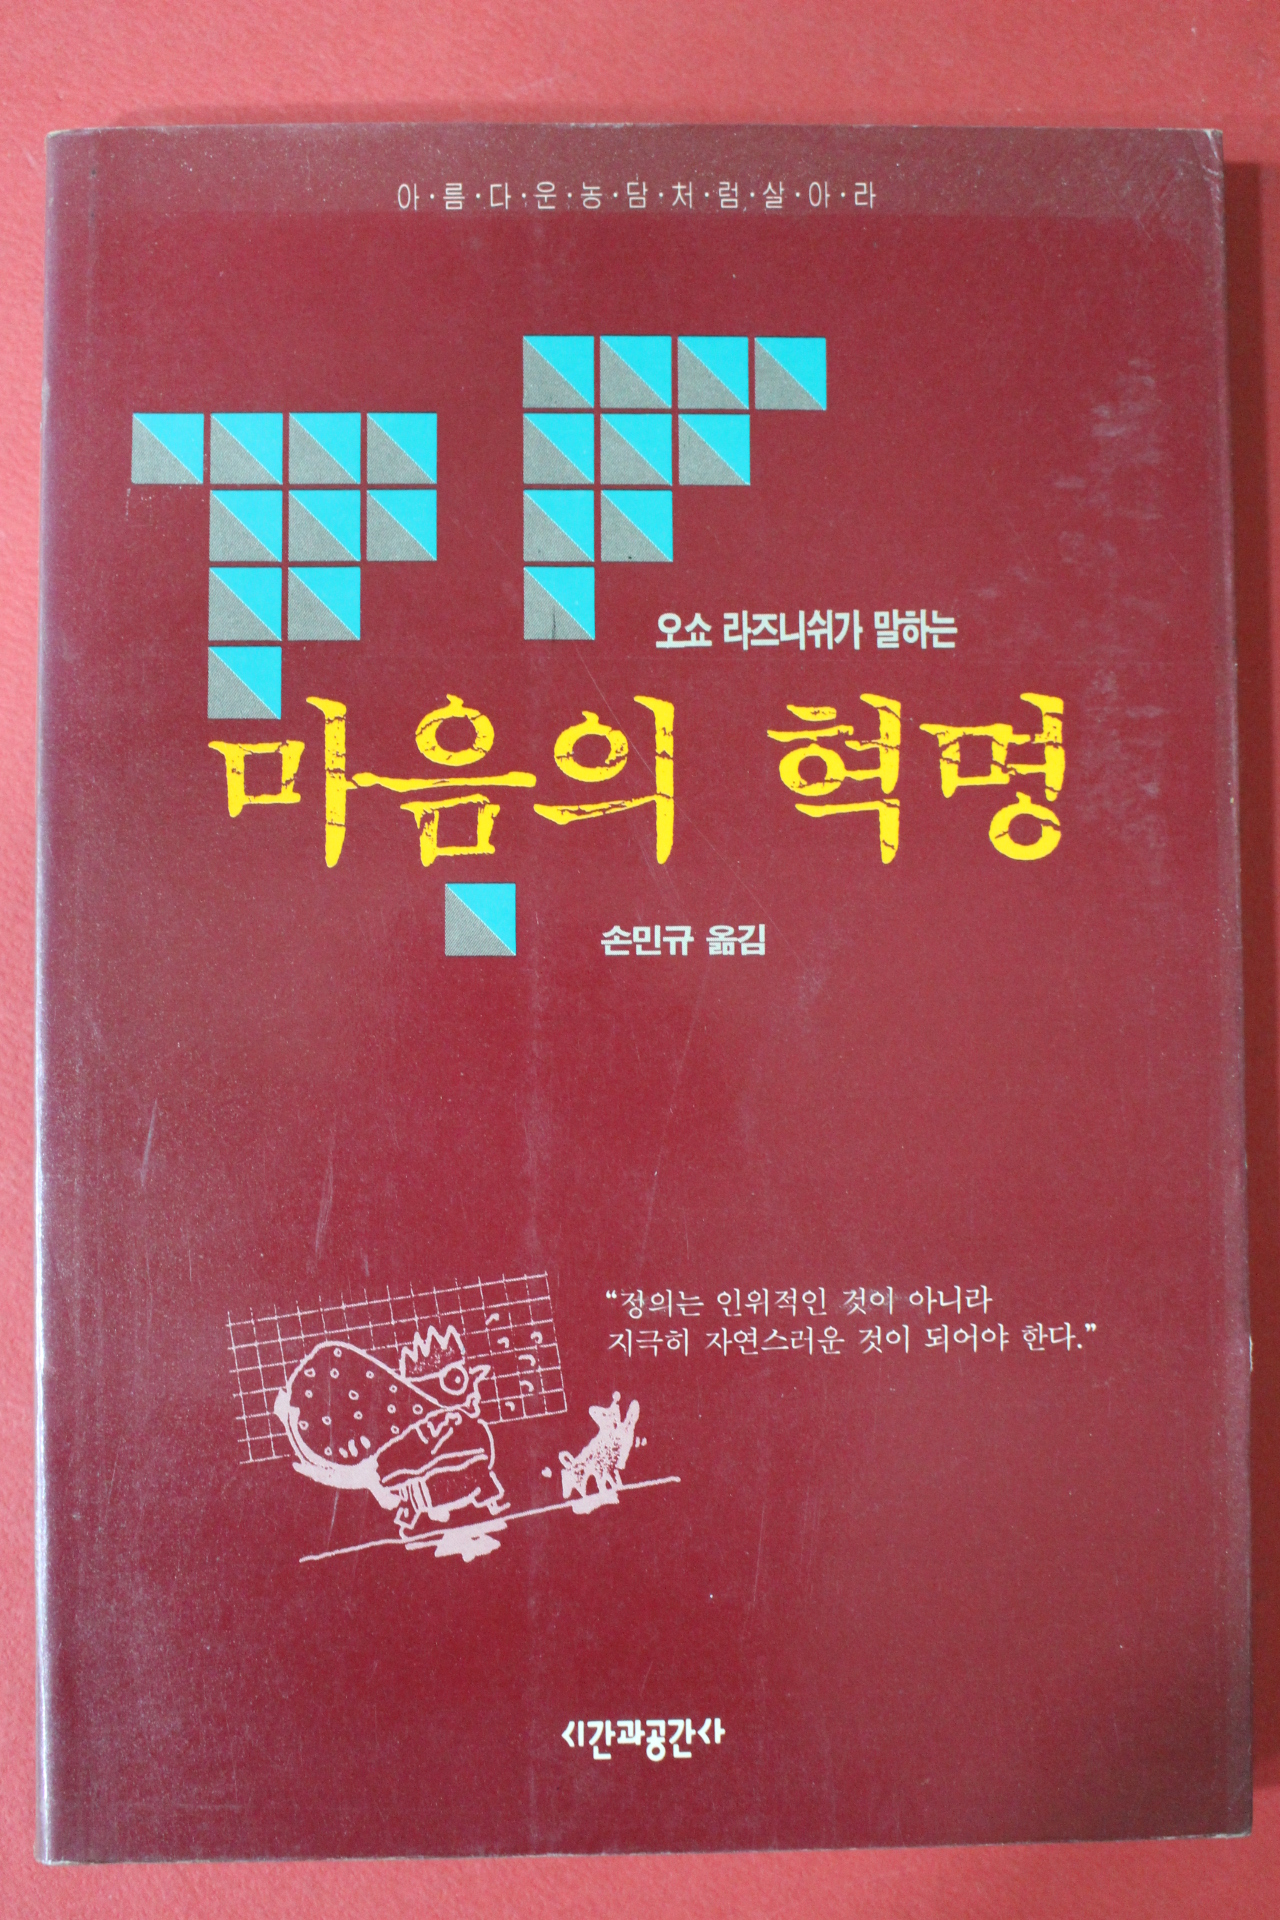 아·름·다·운·농·담·처·럼·살·아·라
오쇼 라즈니쉬가 말하는
마음의 혁명
손민규 옮김
“정의는 인위적인 것이 아니라
지극히 자연스러운 것이 되어야 한다.”
시간과공간사